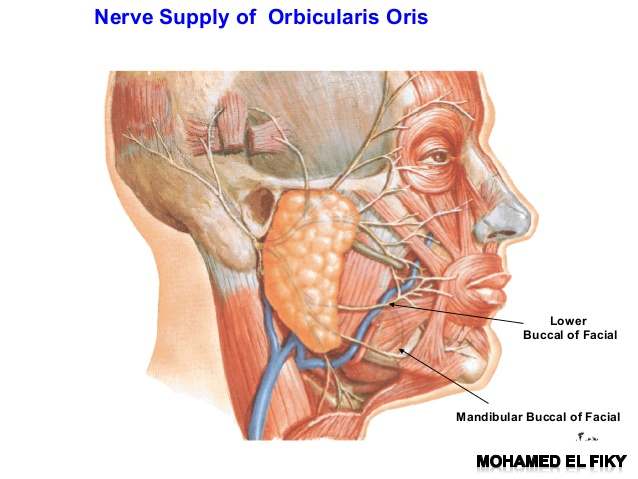 Nerve Supply of Orbicularis Oris
Lower
Buccal of Facial
Mandibular Buccal of Facial
MOHAMED EL FIKY